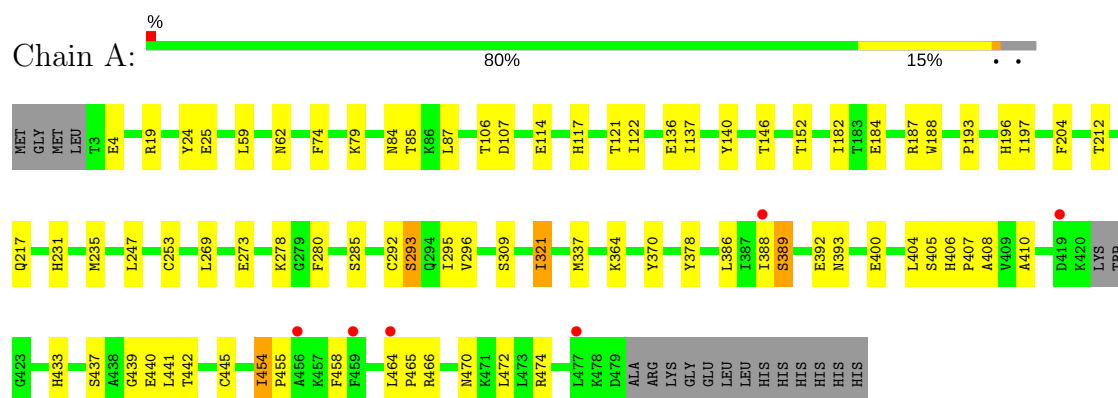 %
Chain A:
80% 15% • •
MET GLY MET LEU T3 E4 R19 Y24 E25 L59 N62 F74 K79 N84 T85 K86 L87 T106 D107 E114 H117 T121 I122 E136 I137 Y140 T146 T152 I182 T183 E184 R187 W188 P193 H196 I197 F204 T212
Q217 H231 M235 L247 C253 L269 E273 K278 G279 F280 S285 C292 S293 Q294 I295 V296 S309 I321 M337 K364 Y370 Y378 L386 I387 I388 S389 E392 N393 E400 L404 S405 H406 P407 A408 V409 A410 D419 K420 LYS TRP
G423 H433 S437 A438 G439 E440 L441 T442 C445 I454 P455 A456 K457 F458 F459 L464 P465 R466 N470 K471 L472 L473 R474 L477 K478 D479 ALA ARG LYS GLY GLU LEU LEU HIS HIS HIS HIS HIS HIS